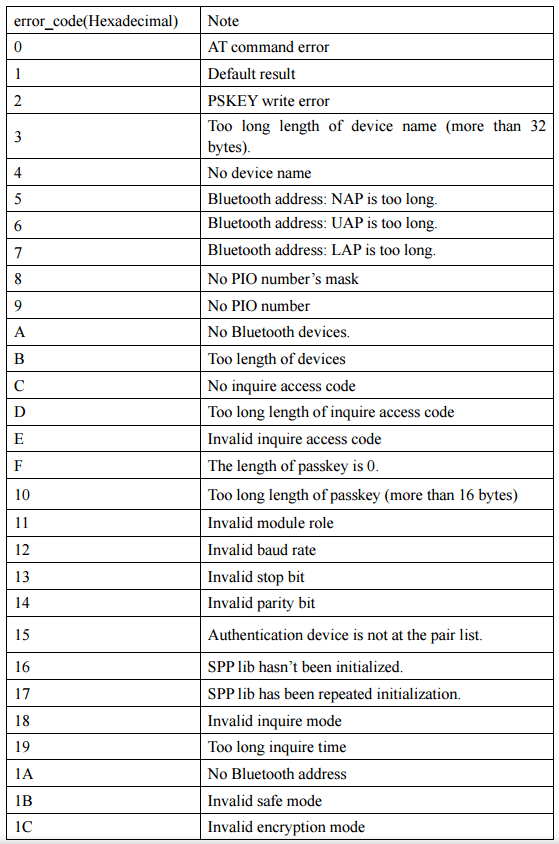 error_code(Hexadecimal) Note
0 AT command error
1 Default result
2 PSKEY write error
3 Too long length of device name (more than 32
bytes).
4 No device name
5 Bluetooth address: NAP is too long.
6 Bluetooth address: UAP is too long.
7 Bluetooth address: LAP is too long.
8 No PIO number’s mask
9 No PIO number
A No Bluetooth devices.
B Too length of devices
C No inquire access code
D Too long length of inquire access code
E Invalid inquire access code
F The length of passkey is 0.
10 Too long length of passkey (more than 16 bytes)
11 Invalid module role
12 Invalid baud rate
13 Invalid stop bit
14 Invalid parity bit
15 Authentication device is not at the pair list.
16 SPP lib hasn’t been initialized.
17 SPP lib has been repeated initialization.
18 Invalid inquire mode
19 Too long inquire time
1A No Bluetooth address
1B Invalid safe mode
1C Invalid encryption mode